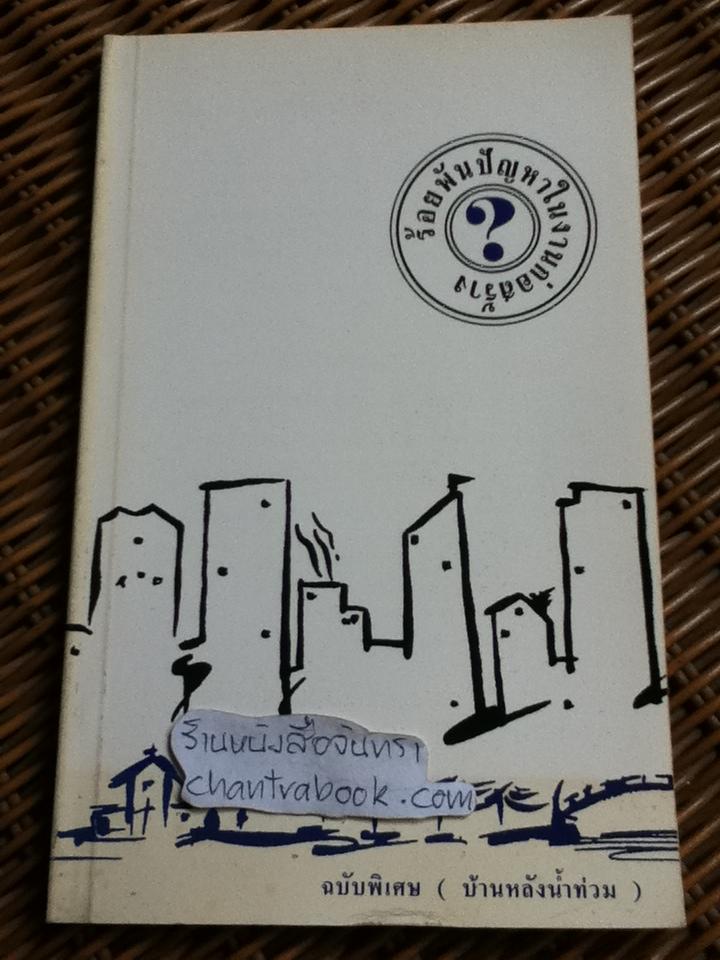 ร้อยพันปัญหาในงานก่อสร้าง
?
ร้านหนังสือจันทรา
chantrabook.com
ฉบับพิเศษ ( บ้านหลังน้ำท่วม )